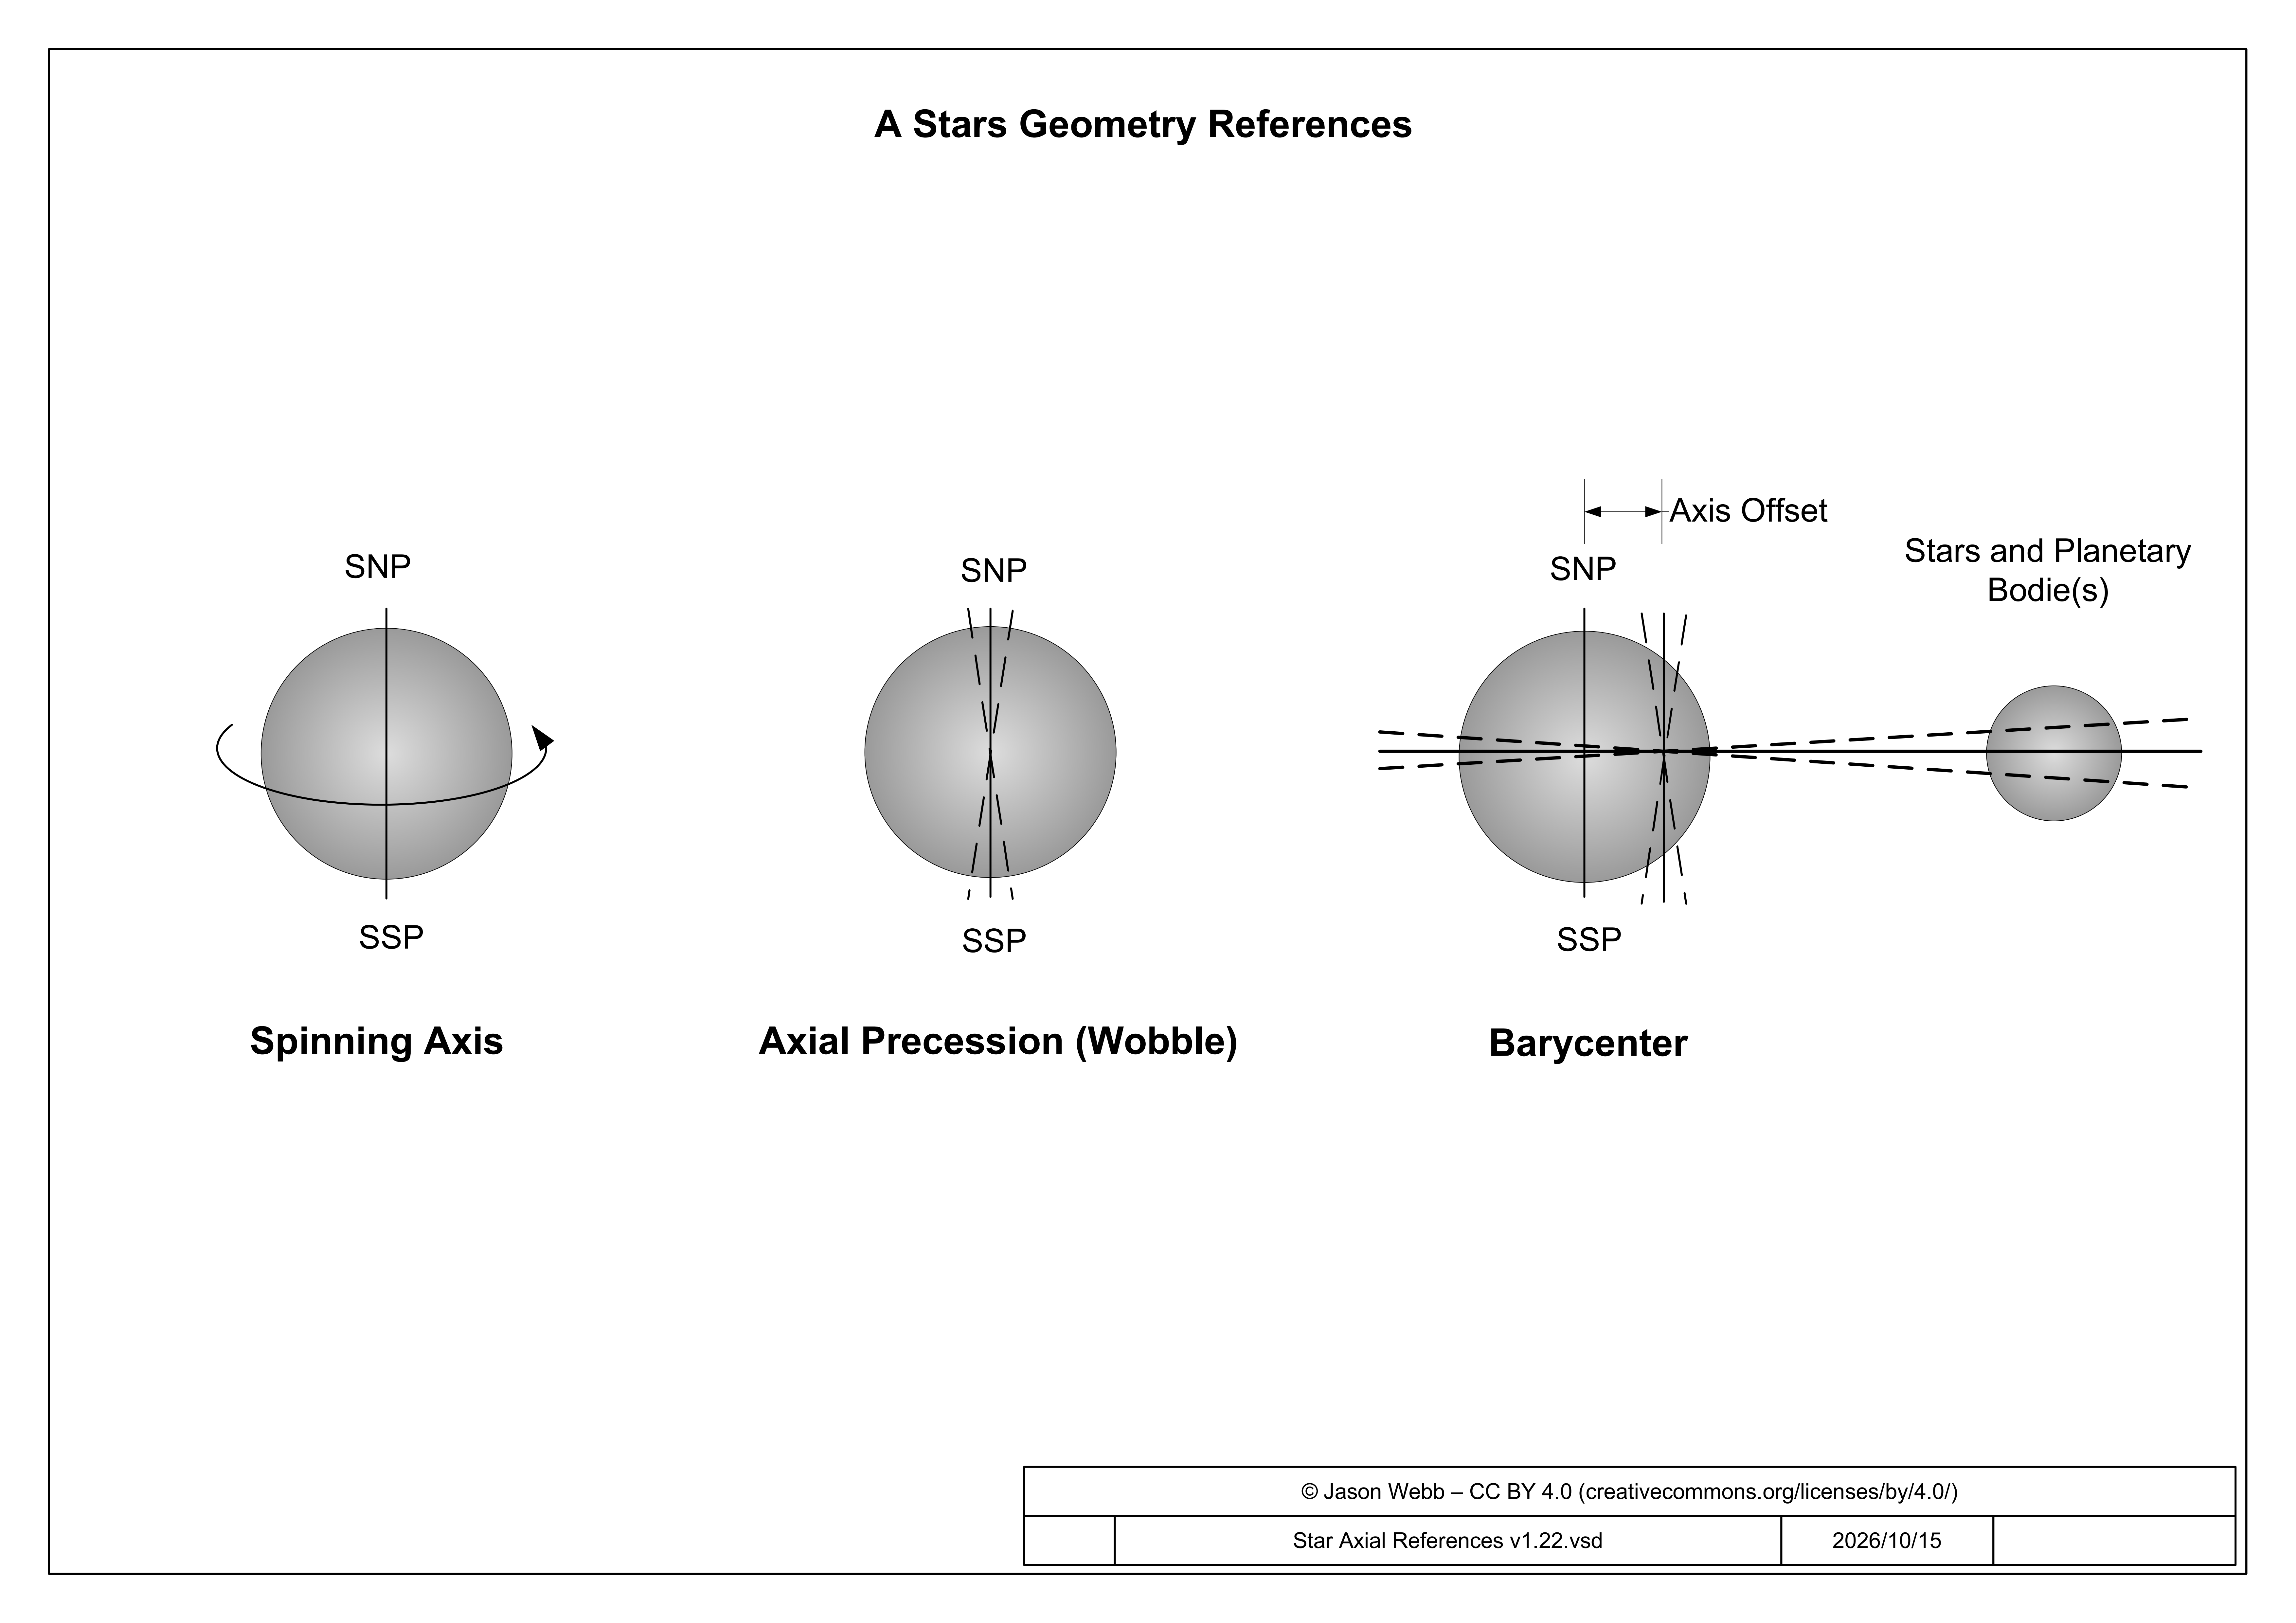 A Stars Geometry References
Axis Offset
Stars and Planetary
Bodie(s)
SNP
SNP
SNP
SSP
SSP
SSP
Spinning Axis
Axial Precession (Wobble)
Barycenter
© Jason Webb – CC BY 4.0 (creativecommons.org/licenses/by/4.0/)
Star Axial References v1.22.vsd
2026/10/15